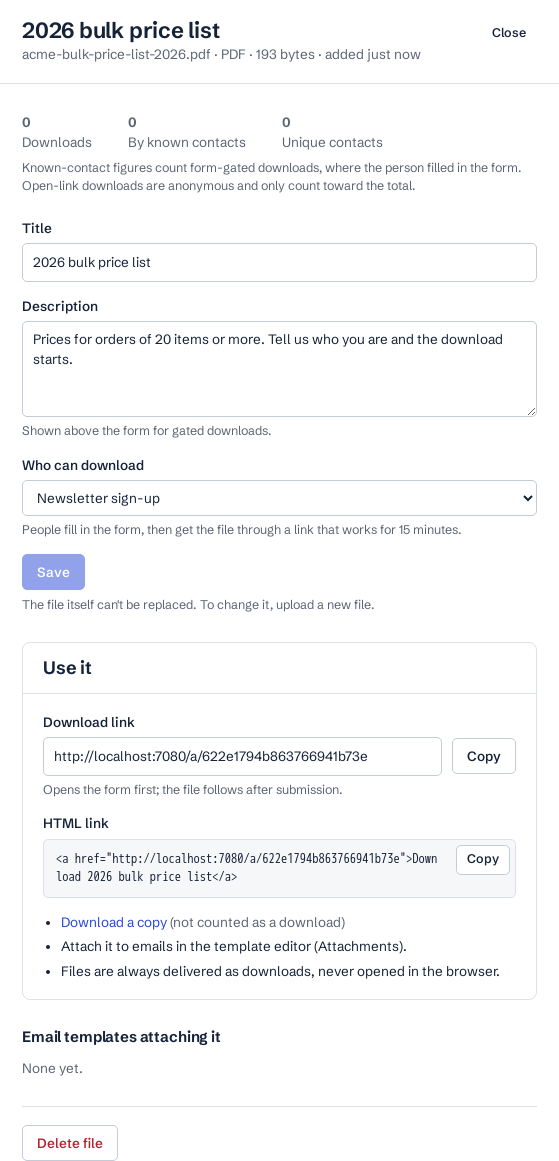 2026 bulk price list
Close
acme-bulk-price-list-2026.pdf · PDF · 193 bytes · added just now
0
Downloads
0
By known contacts
0
Unique contacts
Known-contact figures count form-gated downloads, where the person filled in the form.
Open-link downloads are anonymous and only count toward the total.
Title
2026 bulk price list
Description
Prices for orders of 20 items or more. Tell us who you are and the download
starts.
Shown above the form for gated downloads.
Who can download
Newsletter sign-up
People fill in the form, then get the file through a link that works for 15 minutes.
Save
The file itself can't be replaced. To change it, upload a new file.
Use it
Download link
http://localhost:7080/a/622e1794b863766941b73e
Copy
Opens the form first; the file follows after submission.
HTML link
<a href="http://localhost:7080/a/622e1794b863766941b73e">Down
load 2026 bulk price list</a>
Copy
• Download a copy (not counted as a download)
• Attach it to emails in the template editor (Attachments).
• Files are always delivered as downloads, never opened in the browser.
Email templates attaching it
None yet.
Delete file